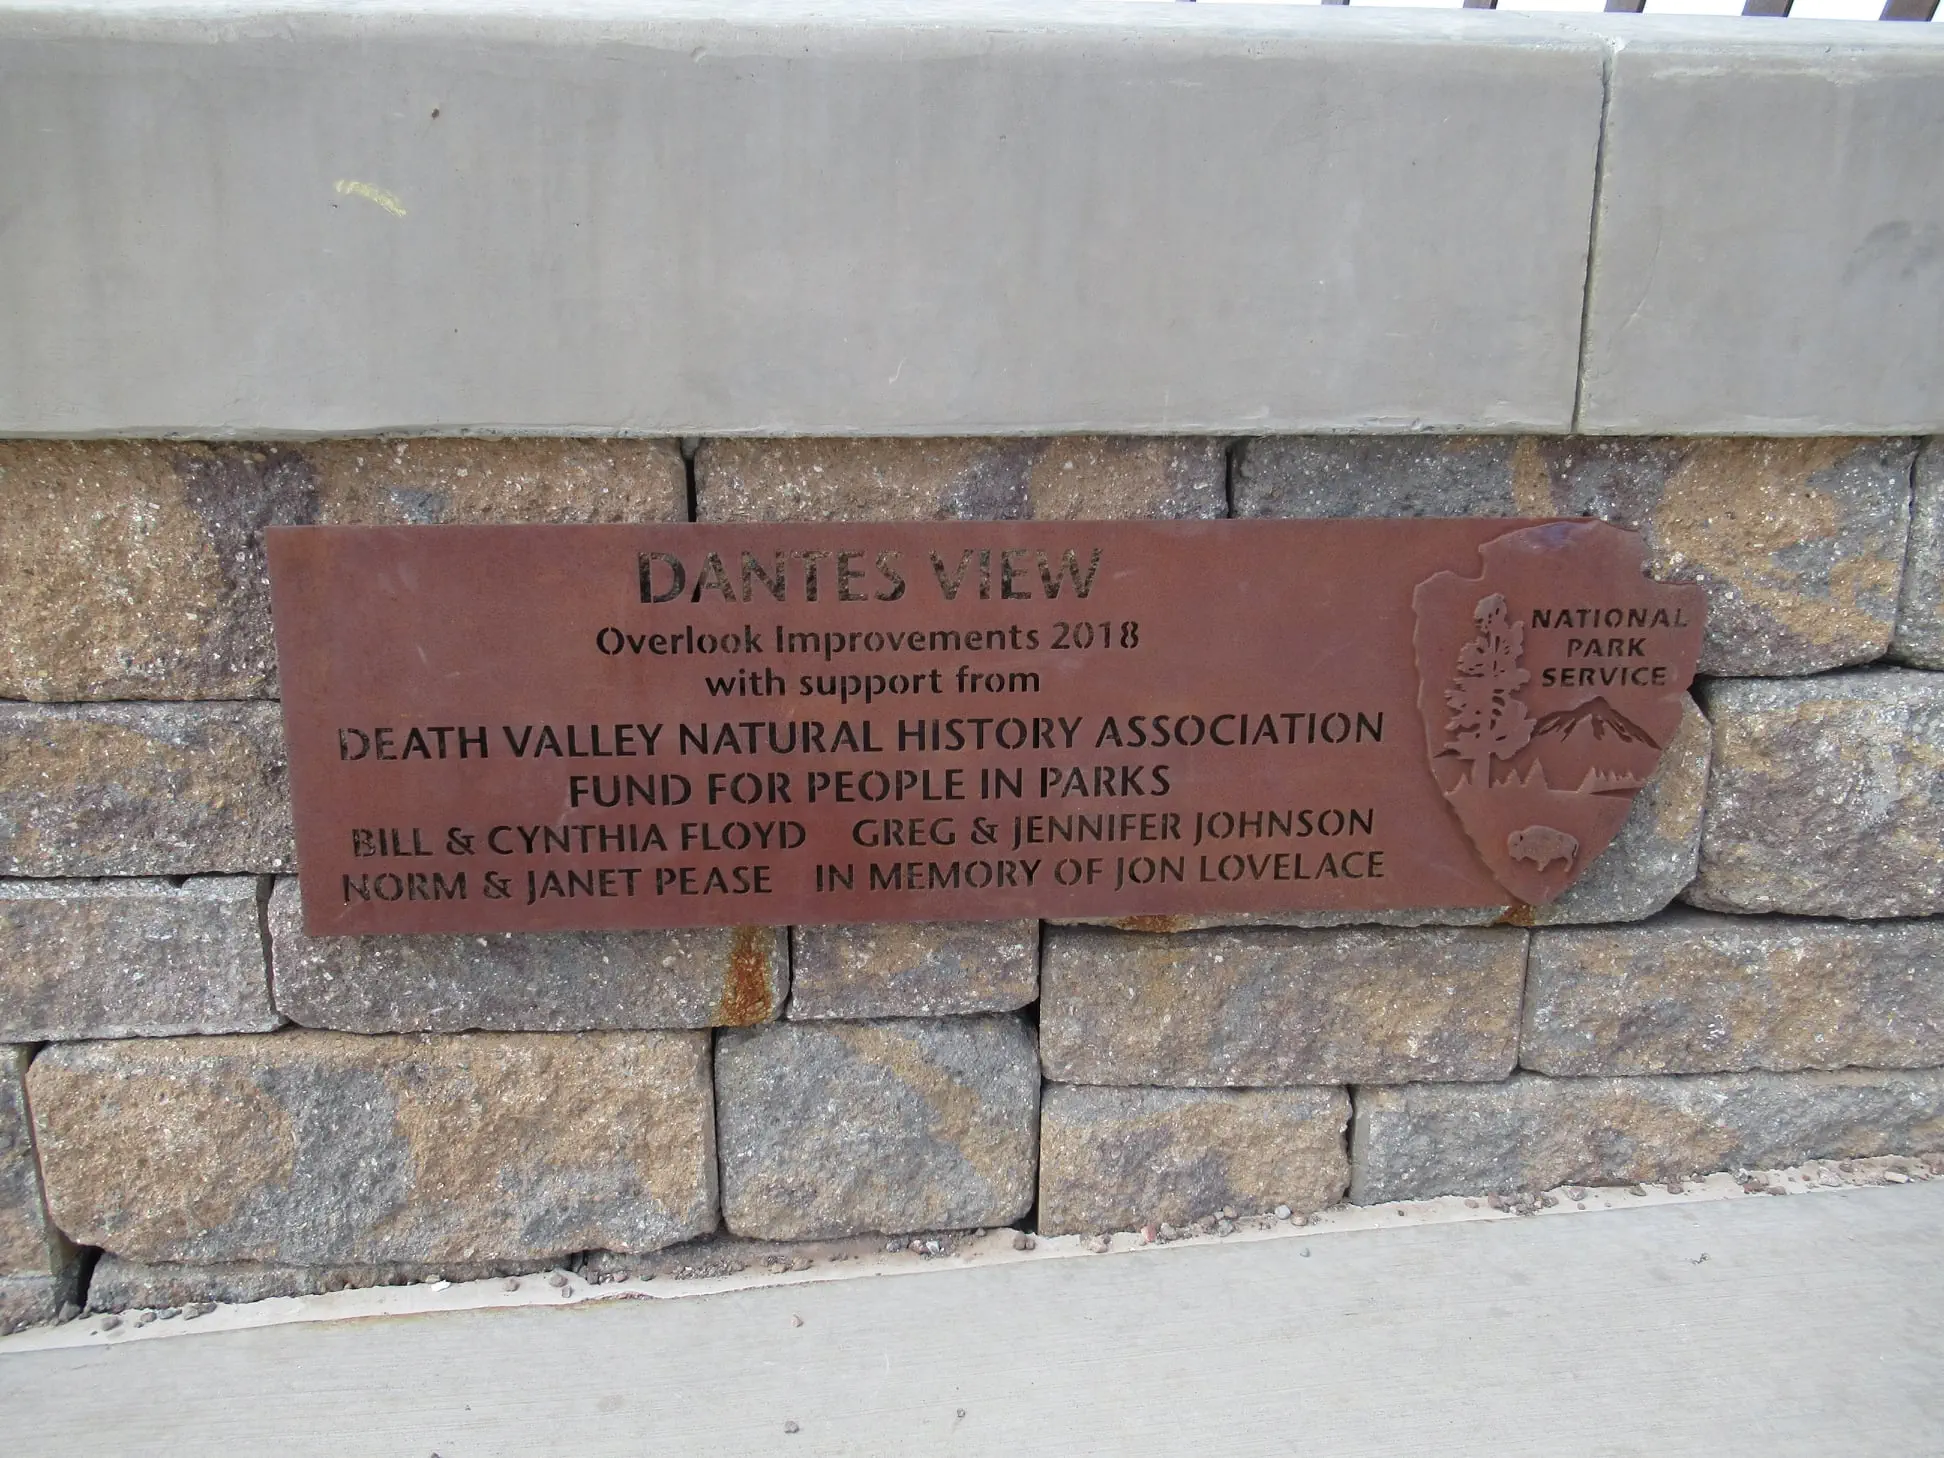 DANTES VIEW
Overlook Improvements 2018
with support from
DEATH VALLEY NATURAL HISTORY ASSOCIATION
FUND FOR PEOPLE IN PARKS
BILL & CYNTHIA FLOYD GREG & JENNIFER JOHNSON
NORM & JANET PEASE IN MEMORY OF JON LOVELACE
NATIONAL
PARK
SERVICE